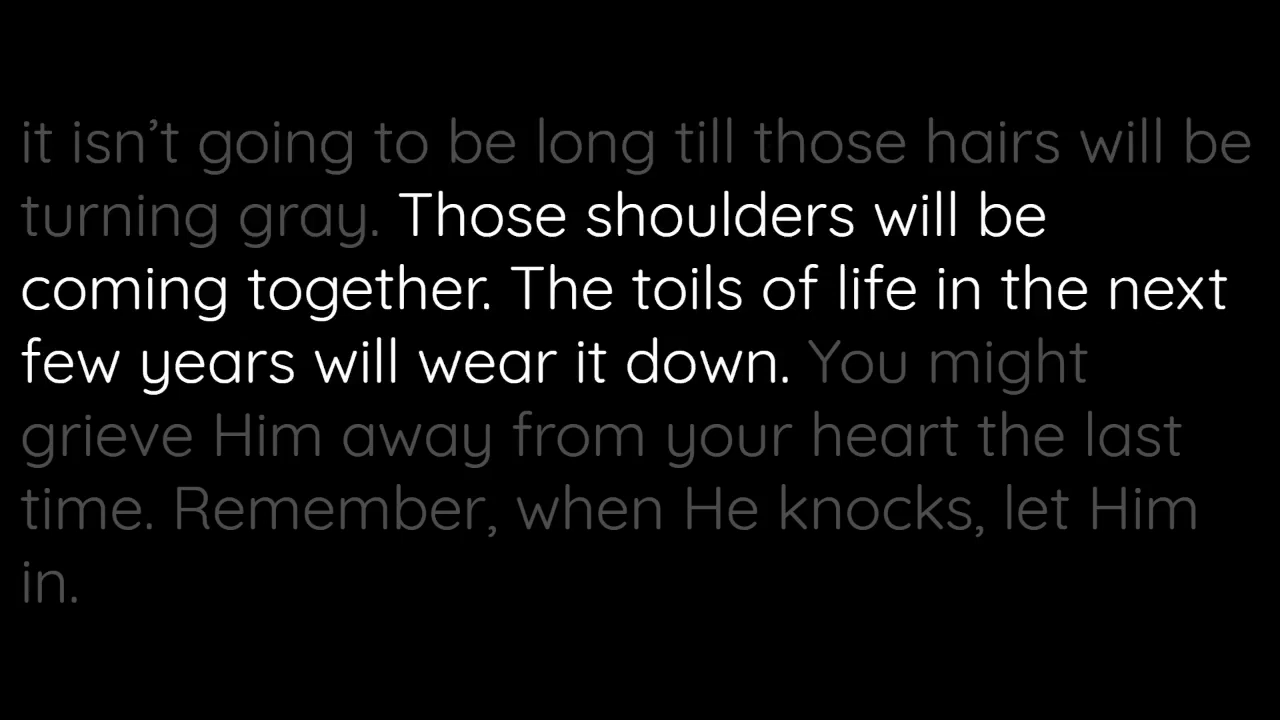 it isn’t going to be long till those hairs will be
turning gray. Those shoulders will be
coming together. The toils of life in the next
few years will wear it down. You might
grieve Him away from your heart the last
time. Remember, when He knocks, let Him
in.